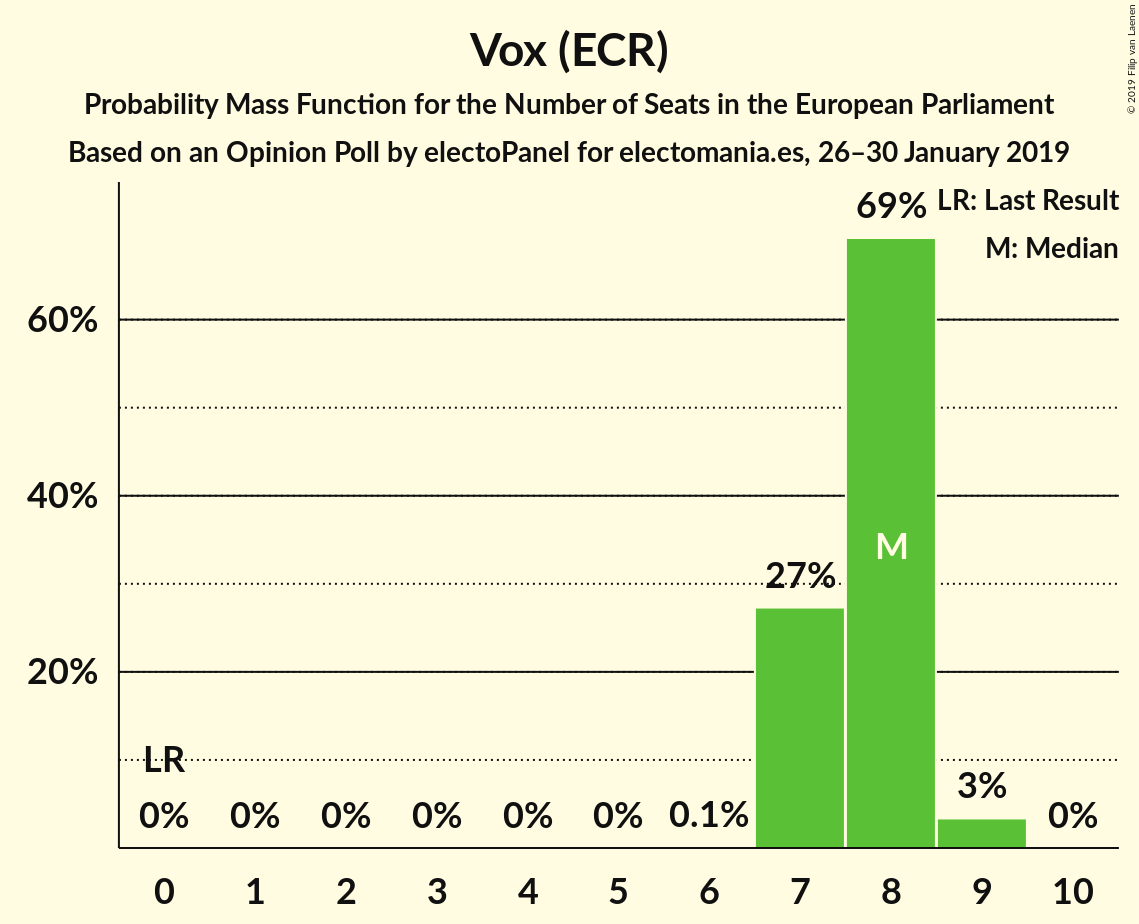 Vox (ECR)
Probability Mass Function for the Number of Seats in the European Parliament
Based on an Opinion Poll by electoPanel for electomania.es, 26–30 January 2019
© 2019 Filip van Laenen
LR: Last Result
M: Median
69%
60%
40%
M
27%
20%
LR
0% 0% 0% 0% 0% 0% 0.1% 3% 0%
0 1 2 3 4 5 6 7 8 9 10